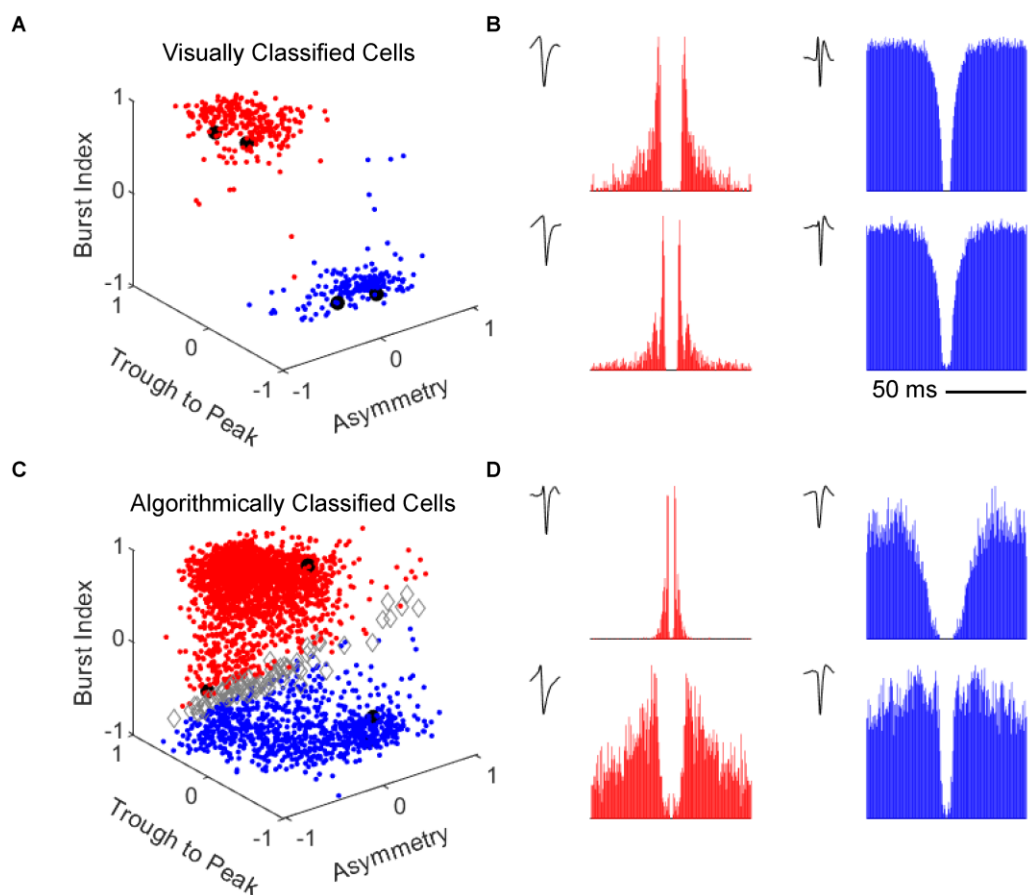 A
Visually Classified Cells
Burst Index
1
0
-1
1
0
-1
Trough to Peak
-1
0
1
Asymmetry
B
50 ms
C
Algorithmically Classified Cells
Burst Index
1
0
-1
1
0
-1
Trough to Peak
-1
0
1
Asymmetry
D